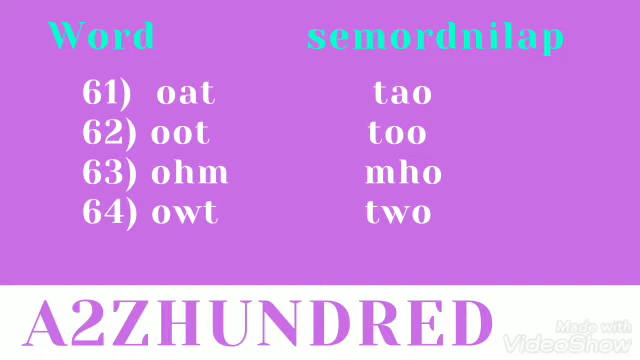 Word semordnilap
61) oat tao
62) oot too
63) ohm mho
64) owt two
A2ZHUNDRED
Made with
VideoShow